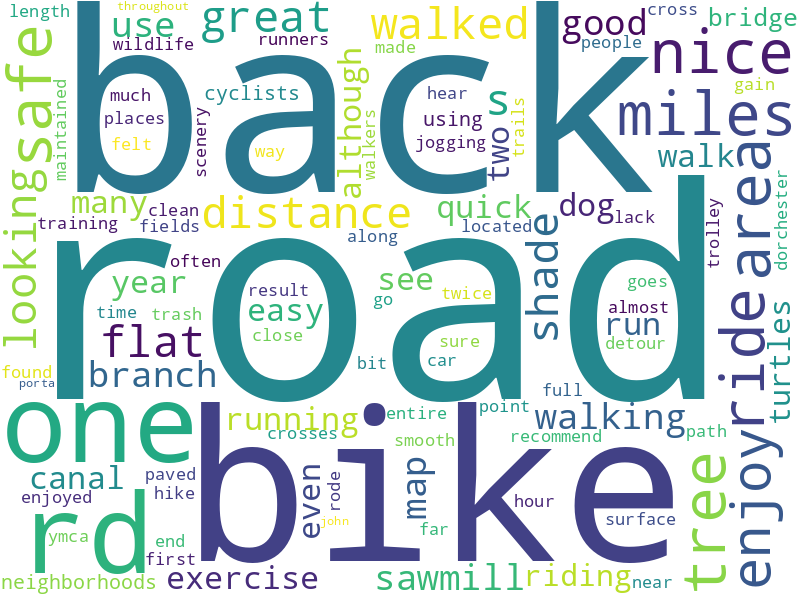 throughout
length
use
great
walked
good
cross
bridge
wildlife
runners
made
people
nice
back
safe
looking
maintained
much
places
felt
scenery
cyclists
way
although
walkers
hear
using
jogging
s
two
trails
gain
miles
walk
area
many
training
clean
fields
distance
along
quick
located
dog
lack
shade
trolley
dorchester
road
often
year
time
trash
result
easy
close
see
go
twice
sure
car
bit
goes
almost
run
detour
flat
found
porta
branch
full
point
ride
enjoy
turtles
one
running
crosses
entire
smooth
walking
recommend
path
bike
canal
enjoyed
paved
hike
even
rode
john
map
far
hour
surface
tree
rd
ymca
end
first
neighborhoods
exercise
sawmill
riding
near